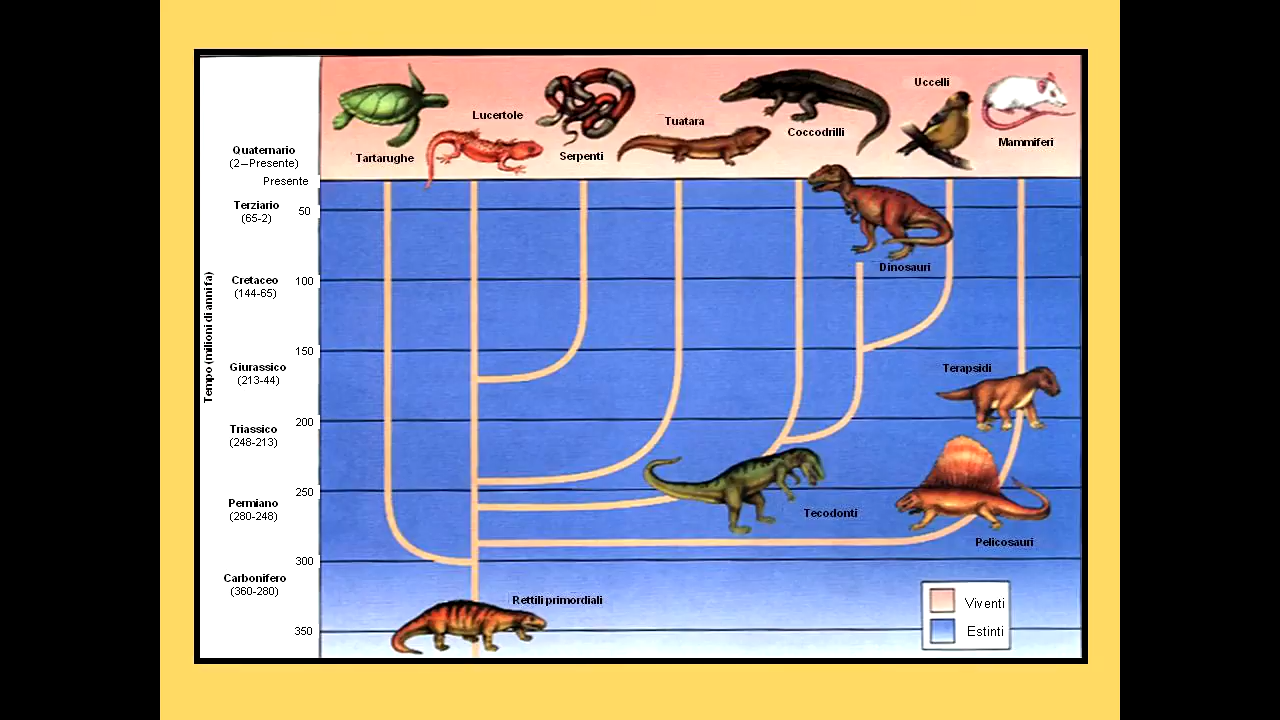 Uccelli
Lucertole
Tuatara
Coccodrilli
Mammiferi
Tartarughe
Serpenti
Quaternario
(2–Presente)
Presente
Terziario
(65-2)
50
Dinosauri
Cretaceo
(144-65)
100
Tempo (milioni di anni fa)
150
Giurassico
(213-44)
Terapsidi
200
Triassico
(248-213)
250
Permiano
(280-248)
Tecodonti
Pelicosauri
300
Carbonifero
(360-280)
Rettili primordiali
350
Viventi
Estinti